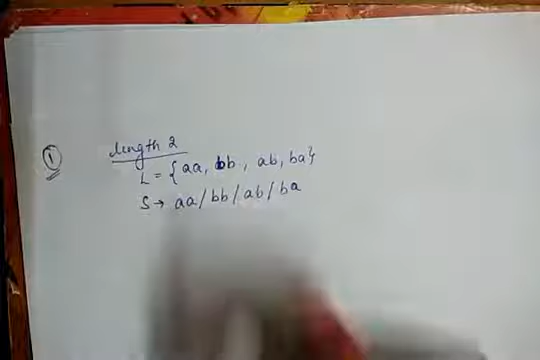 ① length 2
L = {aa, bb, ab, ba}
S → aa/bb/ab/ba